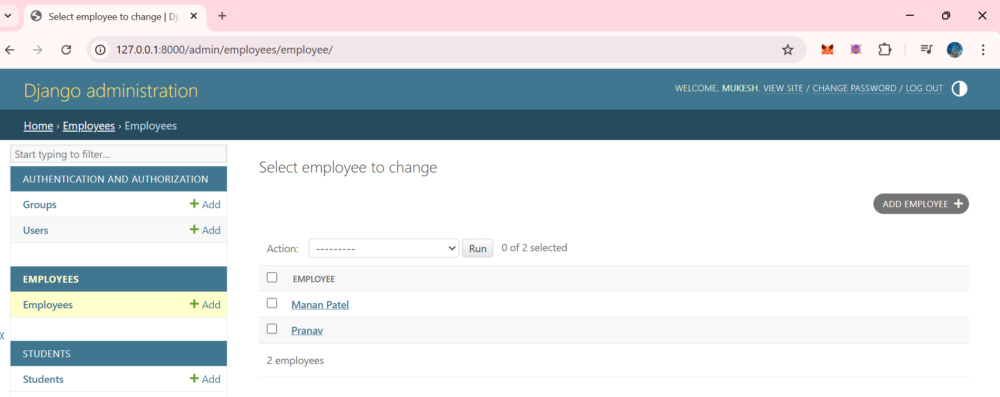 Select employee to change | Dja
127.0.0.1:8000/admin/employees/employee/
Django administration
WELCOME, MUKESH. VIEW SITE / CHANGE PASSWORD / LOG OUT
Home › Employees › Employees
Start typing to filter...
AUTHENTICATION AND AUTHORIZATION
Groups + Add
Users + Add
EMPLOYEES
Employees + Add
STUDENTS
Students + Add
Select employee to change
ADD EMPLOYEE +
Action: --------- Run 0 of 2 selected
EMPLOYEE
Manan Patel
Pranav
2 employees